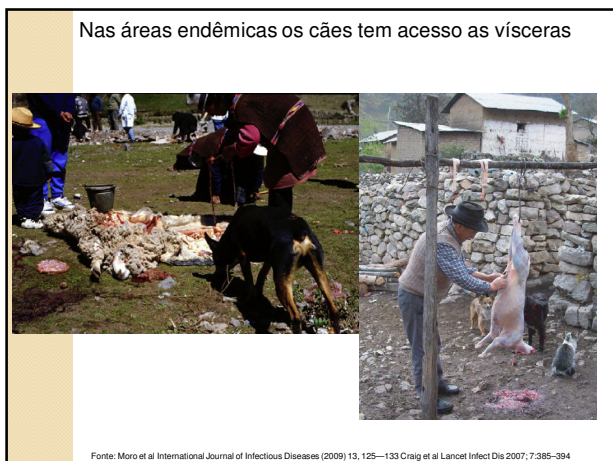 Nas áreas endêmicas os cães tem acesso as vísceras
Fonte: Moro et al International Journal of Infectious Diseases (2009) 13, 125—133 Craig et al Lancet Infect Dis 2007; 7:385–394